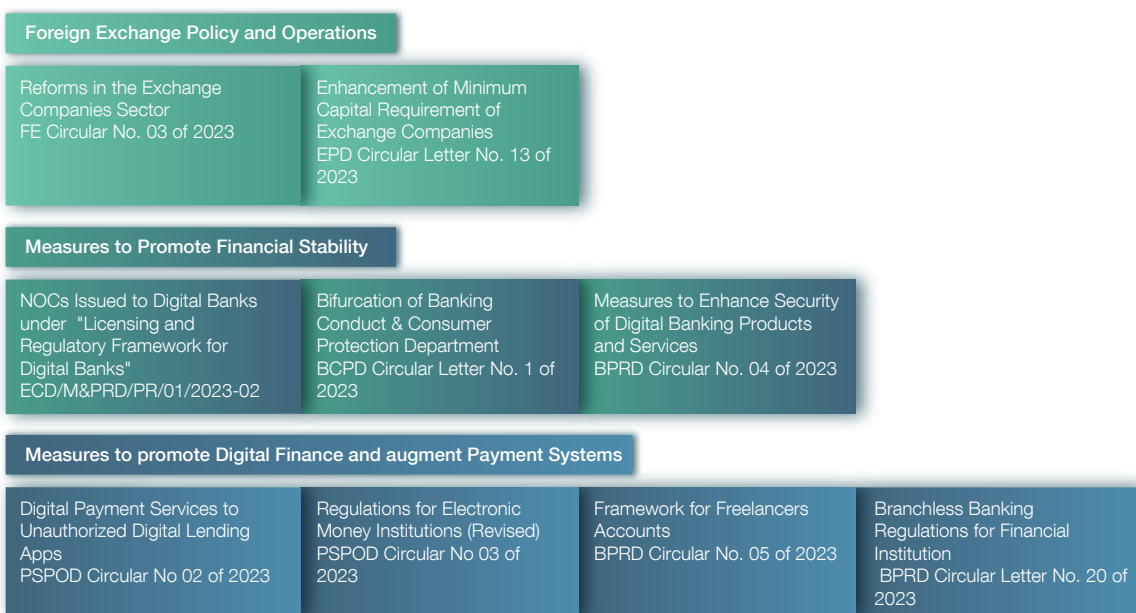 Foreign Exchange Policy and Operations
Reforms in the Exchange
Companies Sector
FE Circular No. 03 of 2023
Enhancement of Minimum
Capital Requirement of
Exchange Companies
EPD Circular Letter No. 13 of
2023
Measures to Promote Financial Stability
NOCs Issued to Digital Banks
under "Licensing and
Regulatory Framework for
Digital Banks"
ECD/M&PRD/PR/01/2023-02
Bifurcation of Banking
Conduct & Consumer
Protection Department
BCPD Circular Letter No. 1 of
2023
Measures to Enhance Security
of Digital Banking Products
and Services
BPRD Circular No. 04 of 2023
Measures to promote Digital Finance and augment Payment Systems
Digital Payment Services to
Unauthorized Digital Lending
Apps
PSPOD Circular No 02 of 2023
Regulations for Electronic
Money Institutions (Revised)
PSPOD Circular No 03 of
2023
Framework for Freelancers
Accounts
BPRD Circular No. 05 of 2023
Branchless Banking
Regulations for Financial
Institution
BPRD Circular Letter No. 20 of
2023